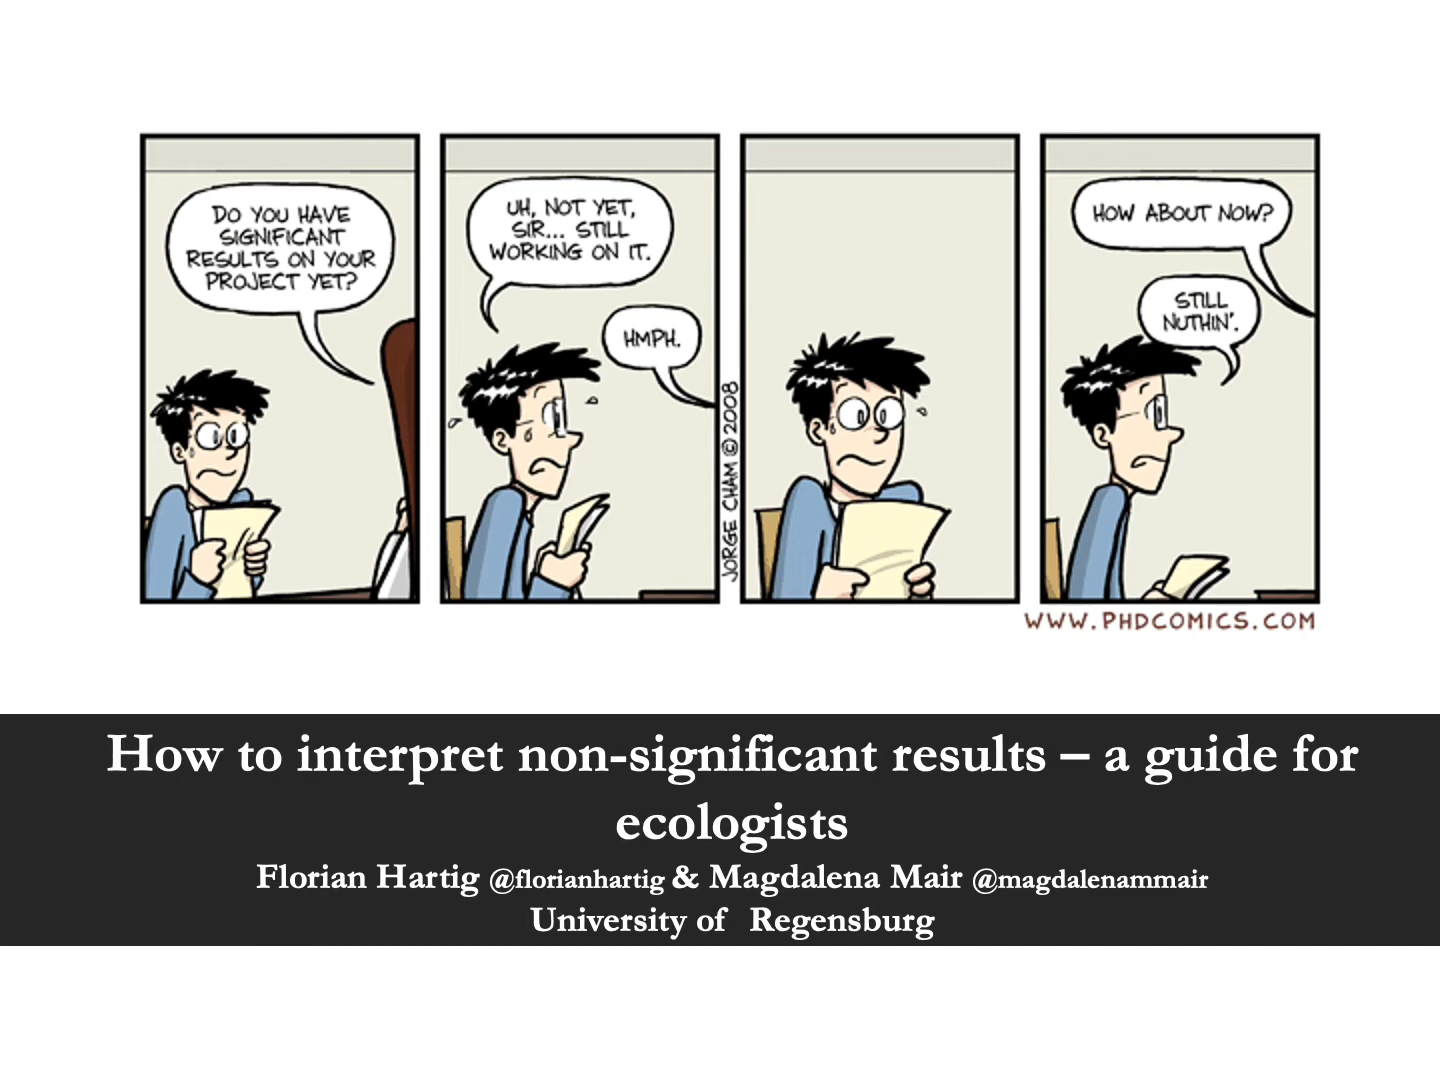 DO YOU HAVE
SIGNIFICANT
RESULTS ON YOUR
PROJECT YET?
UH, NOT YET,
SIR... STILL
WORKING ON IT.
HMPH.
JORGE CHAM © 2008
HOW ABOUT NOW?
STILL
NUTHIN'.
WWW.PHDCOMICS.COM
How to interpret non-significant results – a guide for
ecologists
Florian Hartig @florianhartig & Magdalena Mair @magdalenammair
University of Regensburg